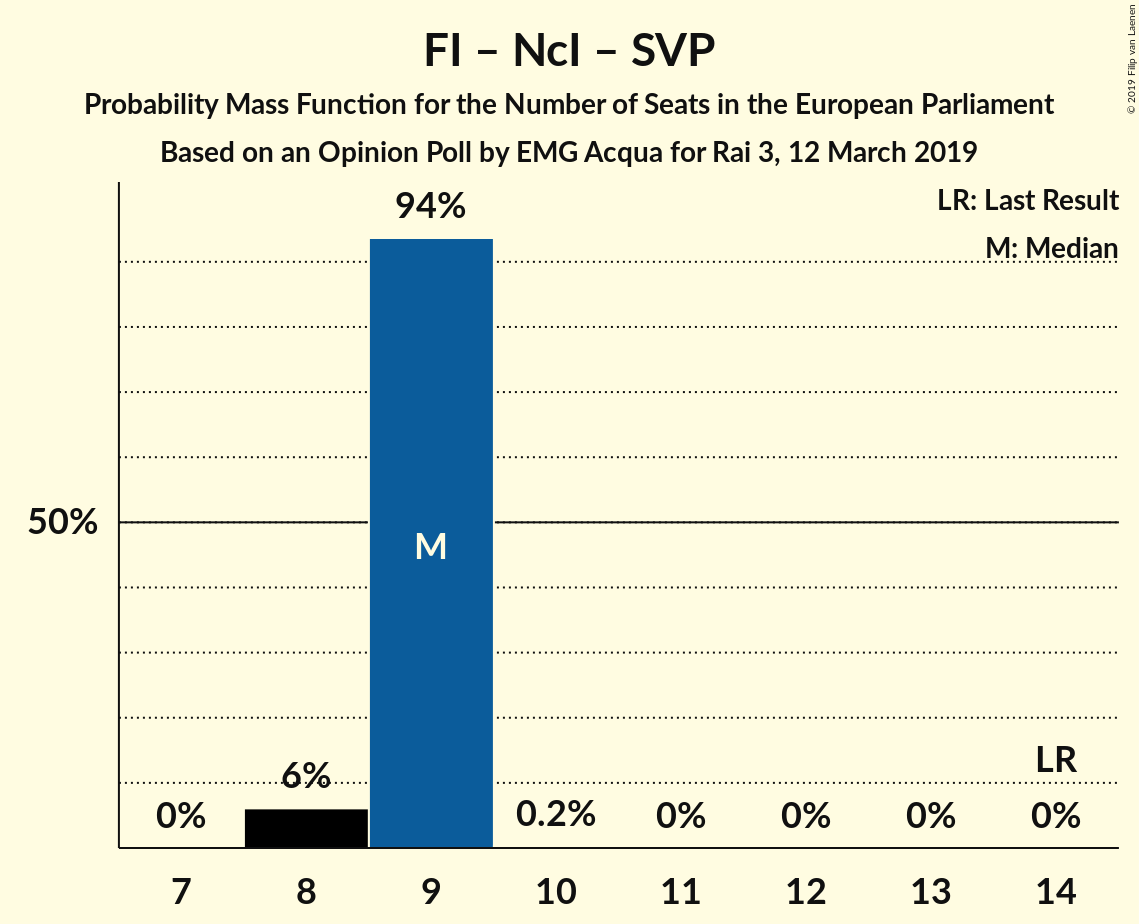 FI – NcI – SVP
Probability Mass Function for the Number of Seats in the European Parliament
Based on an Opinion Poll by EMG Acqua for Rai 3, 12 March 2019
© 2019 Filip van Laenen
LR: Last Result
M: Median
94%
50%
M
6%
LR
0%
0.2%
0%
0%
0%
0%
7
8
9
10
11
12
13
14